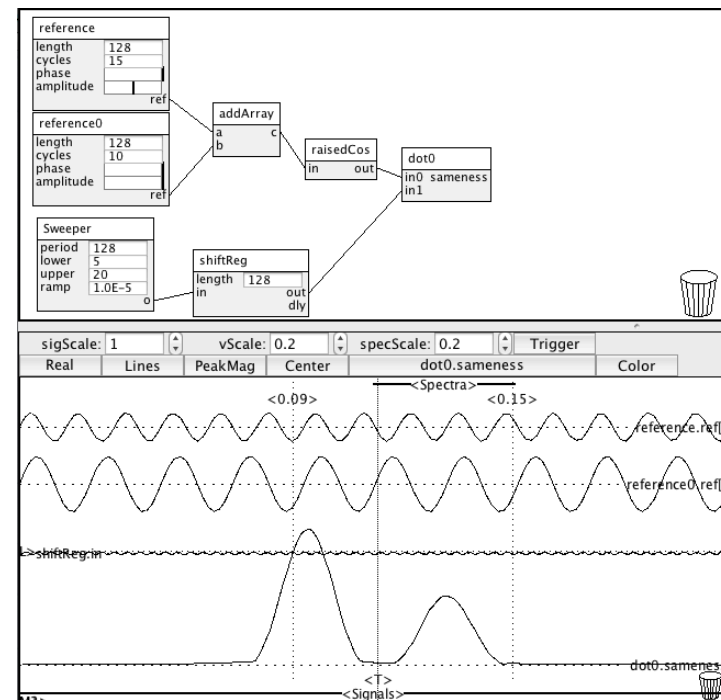 reference
length 128
cycles 15
phase
amplitude
ref
reference0
length 128
cycles 10
phase
amplitude
ref
addArray
a c
b
raisedCos
in out
dot0
in0 sameness
in1
Sweeper
period 128
lower 5
upper 20
ramp 1.0E-5
o
shiftReg
length 128
in out
dly
sigScale: 1 vScale: 0.2 specScale: 0.2 Trigger
Real Lines PeakMag Center dot0.sameness Color
<Spectra>
<0.09> <0.15>
reference.ref[
reference0.ref[
shiftReg.in
dot0.samenes
<T>
<Signals>